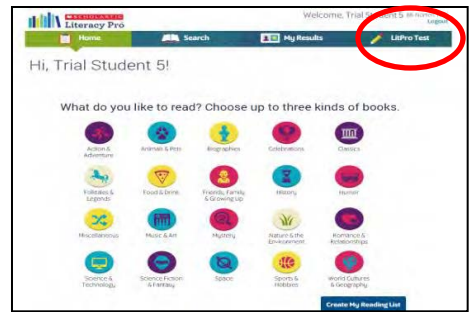 SCHOLASTIC
Literacy Pro
Welcome, Trial Student 5
Logout
Home Search My Results LitPro Test
Hi, Trial Student 5!
What do you like to read? Choose up to three kinds of books.
Action & Adventure Animals & Pets Biographies Celebrations Classics
Folktales & Legends Food & Drink Friends, Family & Growing Up History Humor
Miscellaneous Music & Art Mystery Nature & the Environment Romance & Relationships
Science & Technology Science Fiction & Fantasy Space Sports & Hobbies World Cultures & Geography
Create My Reading List